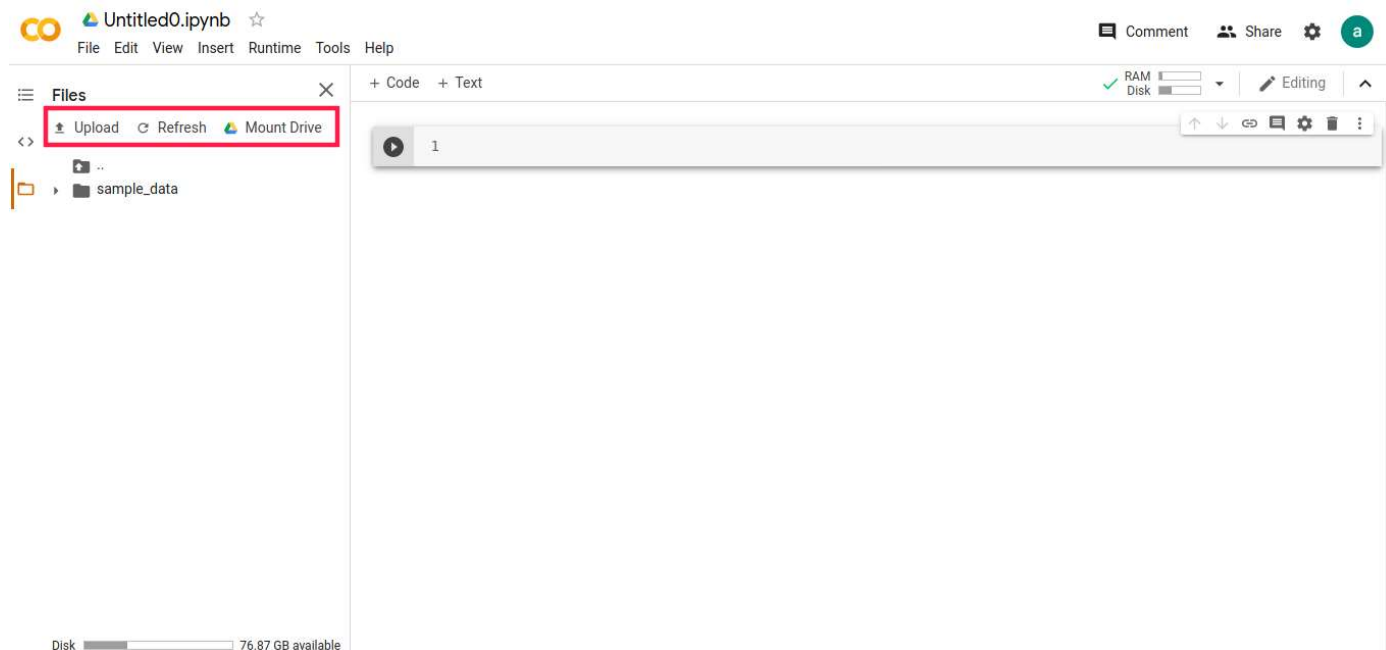 CO Untitled0.ipynb
File Edit View Insert Runtime Tools Help
Comment Share a
Files
+ Code + Text
RAM
Disk
Editing
Upload Refresh Mount Drive
<>
..
sample_data
1
Disk 76.87 GB available